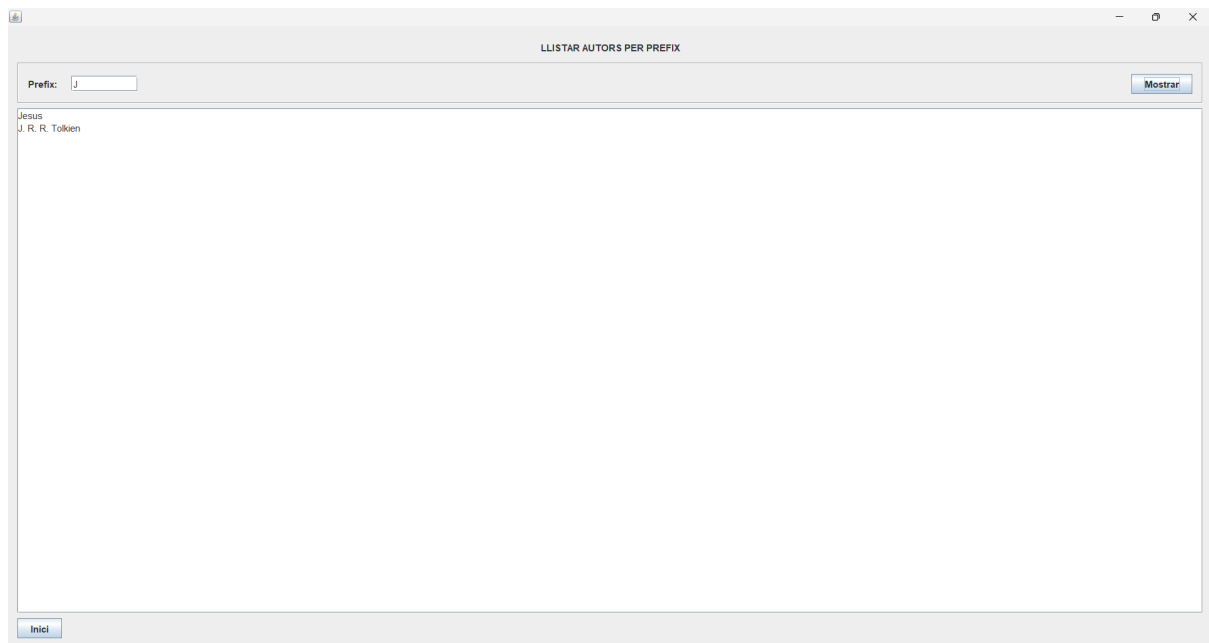 LLISTAR AUTORS PER PREFIX
Prefix: J Mostrar
Jesus
J. R. R. Tolkien
Inici